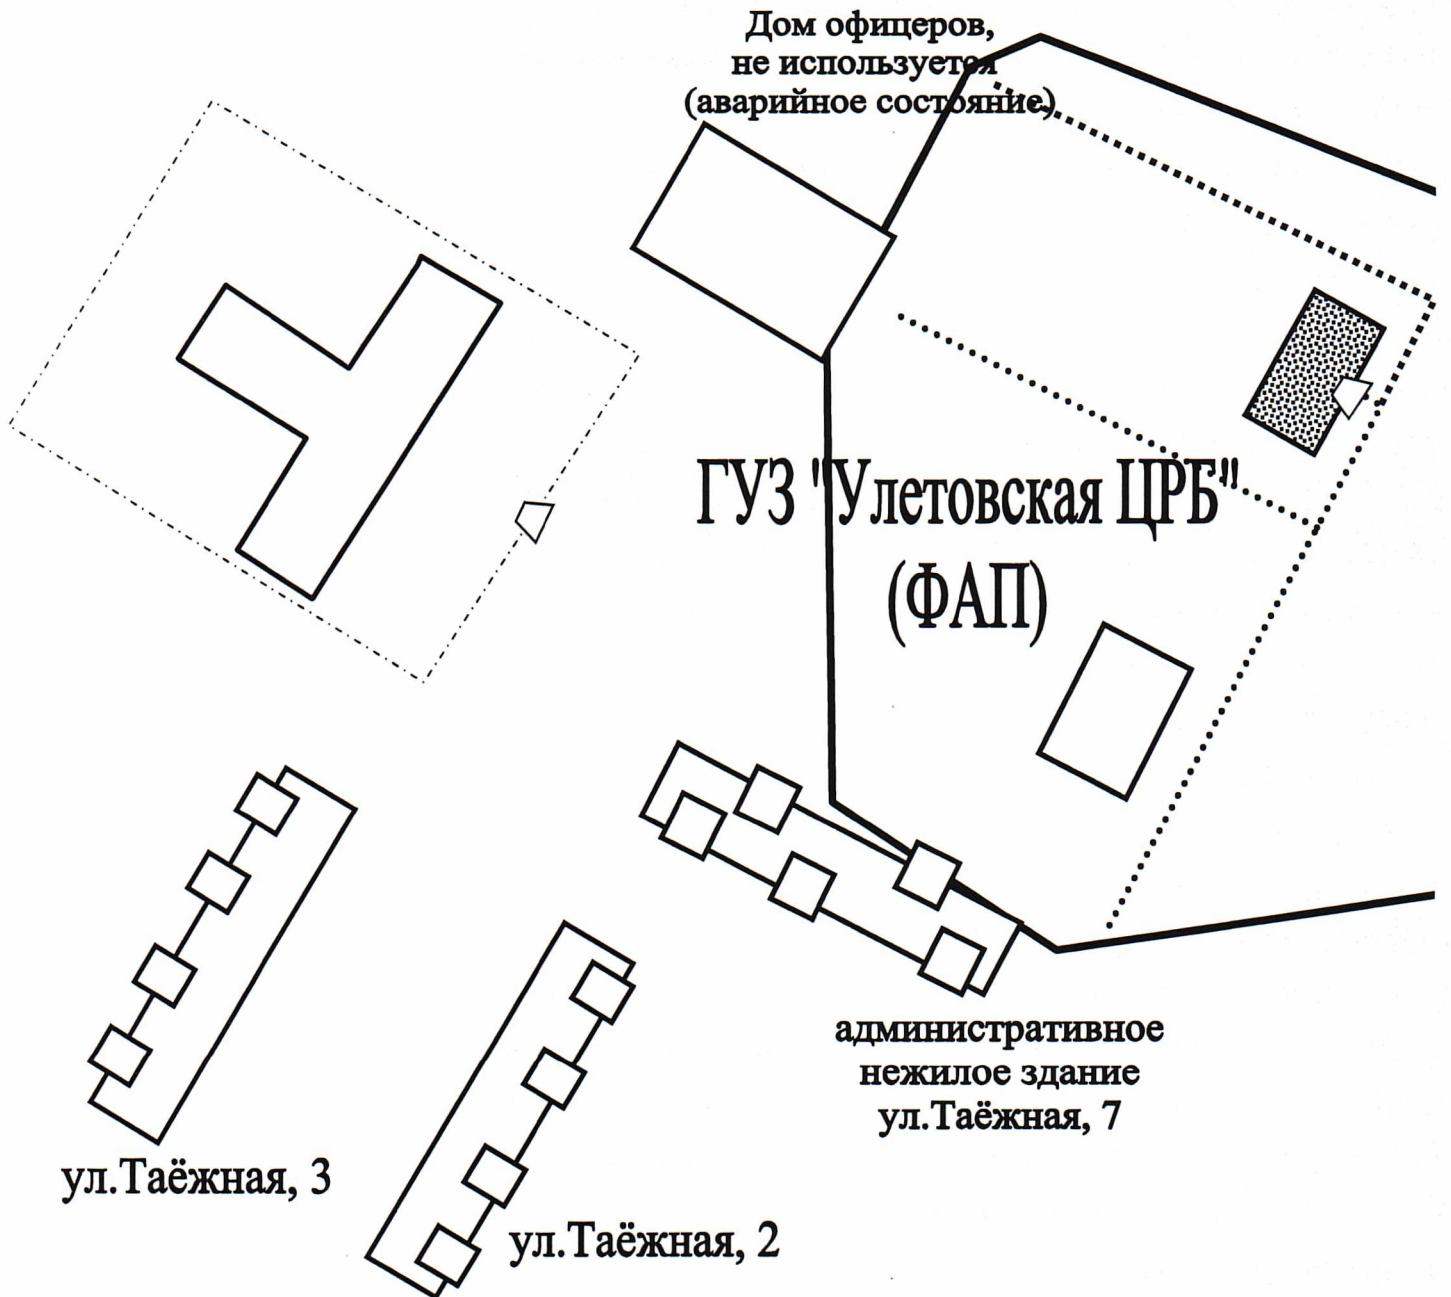 Дом офицеров,
не используется
(аварийное состояние)
ГУЗ "Улетовская ЦРБ"
(ФАП)
административное
нежилое здание
ул.Таёжная, 7
ул.Таёжная, 3
ул.Таёжная, 2